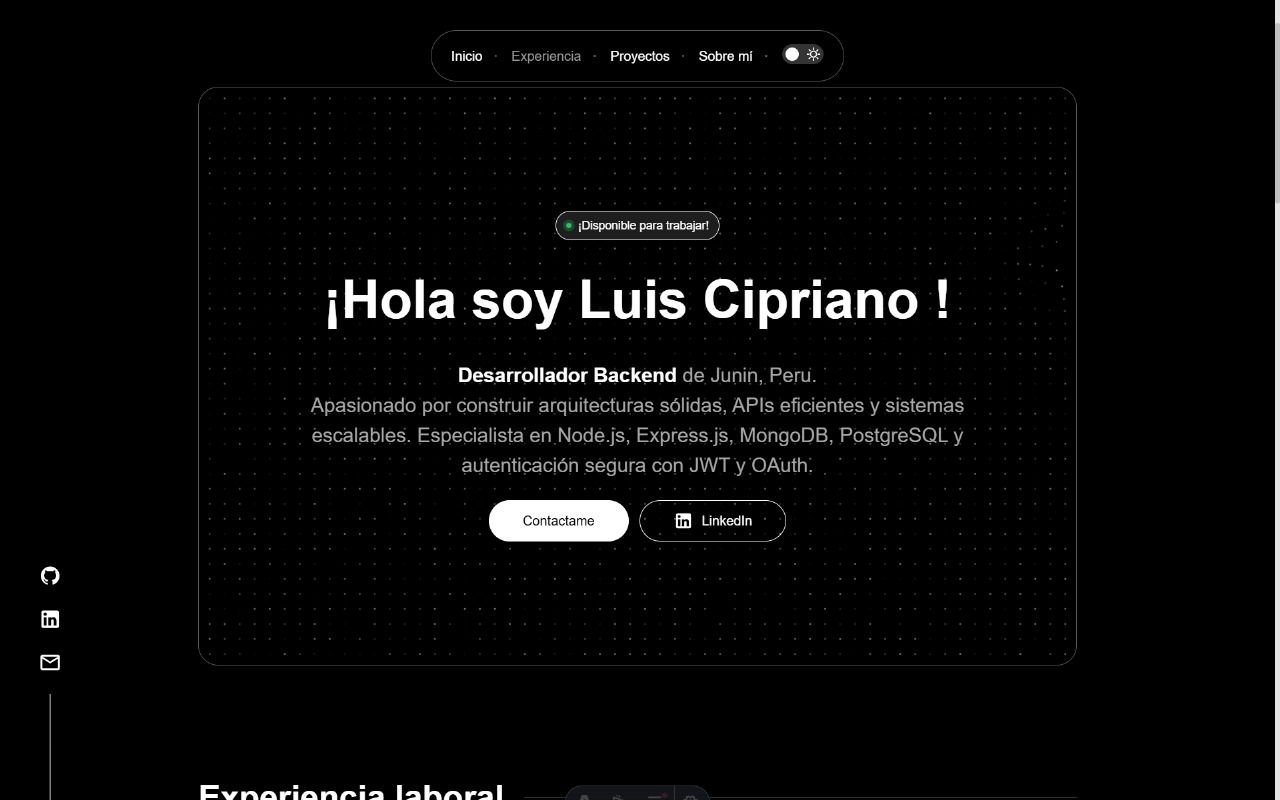 Inicio · Experiencia · Proyectos · Sobre mí ·
¡Disponible para trabajar!
¡Hola soy Luis Cipriano !
Desarrollador Backend de Junin, Peru.
Apasionado por construir arquitecturas sólidas, APIs eficientes y sistemas
escalables. Especialista en Node.js, Express.js, MongoDB, PostgreSQL y
autenticación segura con JWT y OAuth.
Contactame
LinkedIn
Experiencia laboral